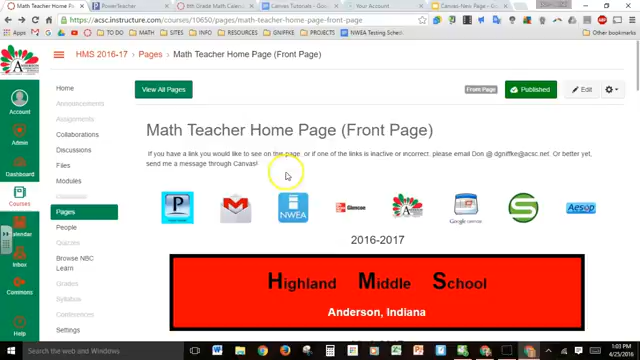 Math Teacher Home Page
PowerTeacher
8th Grade Math Calen
Canvas Tutorials - Go
Your Account
Canvas-New Page - G
https://acsc.instructure.com/courses/10650/pages/math-teacher-home-page-front-page
Apps
TO DO
MATH
SITES
INFO
RESOURCES
GNIFFKE
PROJECTS
NWEA Testing Sched
Other bookmarks
HMS 2016-17 > Pages > Math Teacher Home Page (Front Page)
Account
Admin
Dashboard
Courses
Calendar
Inbox
Commons
Home
Announcements
Assignments
Collaborations
Discussions
Files
Modules
Pages
People
Quizzes
Browse NBC
Learn
Grades
Syllabus
Conferences
Settings
View All Pages
Front Page
Published
Edit
Math Teacher Home Page (Front Page)
If you have a link you would like to see on this page, or if one of the links is inactive or incorrect, please email Don @ dgniffke@acsc.net. Or better yet,
send me a message through Canvas!
P
NWEA
Glencoe
Google Calendar
S
Aesop
2016-2017
Highland Middle School
Anderson, Indiana
Search the web and Windows
1:03 PM
4/25/2016